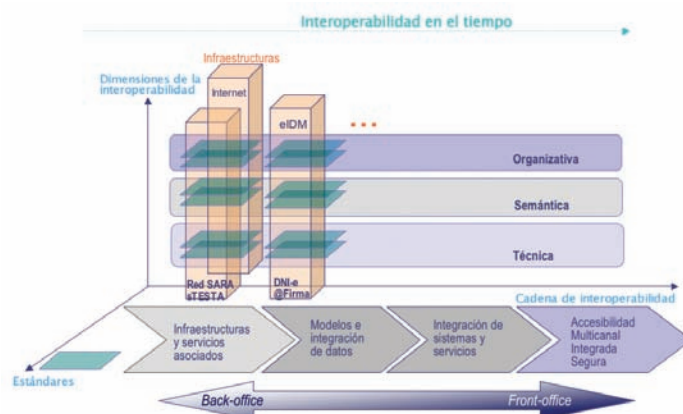 Interoperabilidad en el tiempo
Infraestructuras
Dimensiones de la
interoperabilidad
Internet
eIDM
...
Organizativa
Semántica
Técnica
Red SARA
sTESTA
DNI-e
@Firma
Cadena de interoperabilidad
Infraestructuras
y servicios
asociados
Modelos e
integración
de datos
Integración de
sistemas y
servicios
Accesibilidad
Multicanal
Integrada
Segura
Estándares
Back-office
Front-office